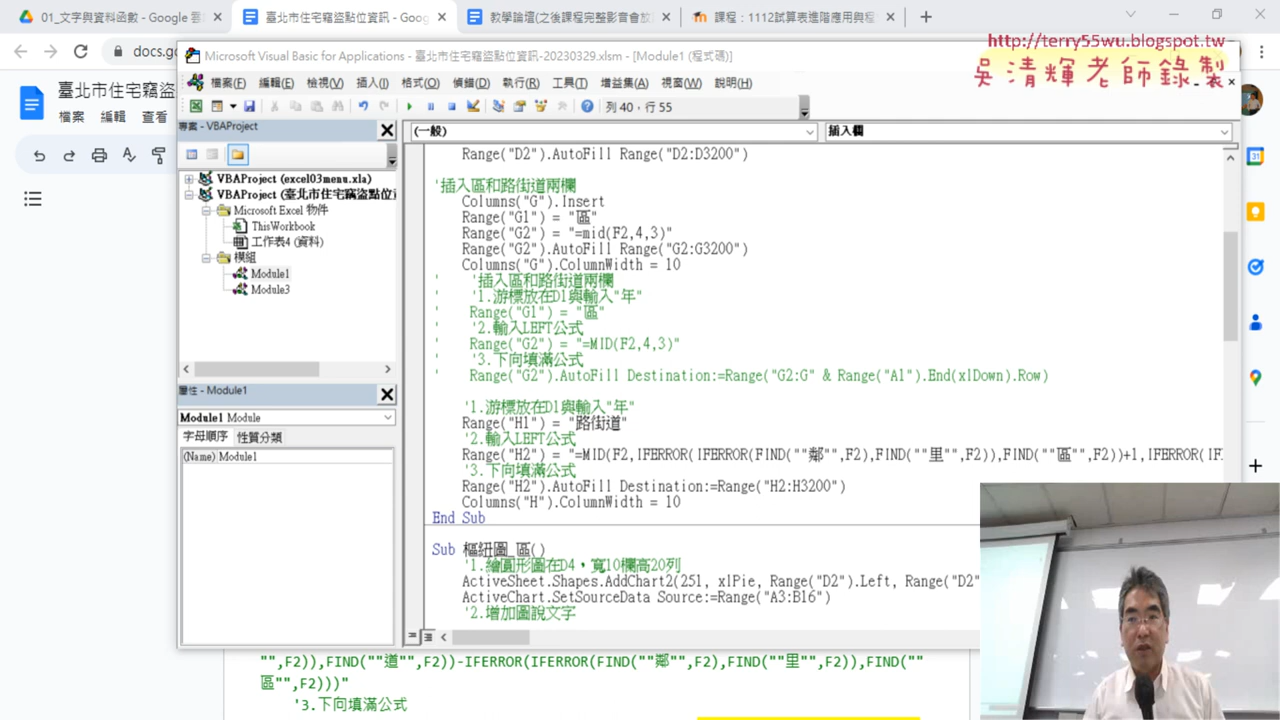 01_文字與資料函數 - Google 雲
臺北市住宅竊盜點位資訊 - Goog
教學論壇(之後課程完整影音會放
課程：1112試算表進階應用與程
docs.go
http://terry55wu.blogspot.tw
吳清輝老師錄製
臺北市住宅竊盜
檔案 編輯 查看
Microsoft Visual Basic for Applications - 臺北市住宅竊盜點位資訊-20230329.xlsm - [Module1 (程式碼)]
檔案(F) 編輯(E) 檢視(V) 插入(I) 格式(O) 偵錯(D) 執行(R) 工具(T) 增益集(A) 視窗(W) 說明(H)
列 40，行 55
專案 - VBAProject
VBAProject (excel03menu.xla)
VBAProject (臺北市住宅竊盜點位資
Microsoft Excel 物件
ThisWorkbook
工作表4 (資料)
模組
Module1
Module3
屬性 - Module1
Module1 Module
字母順序 性質分類
(Name) Module1
(一般)
插入欄
Range("D2").AutoFill Range("D2:D3200")
'插入區和路街道兩欄
Columns("G").Insert
Range("G1") = "區"
Range("G2") = "=mid(F2,4,3)"
Range("G2").AutoFill Range("G2:G3200")
Columns("G").ColumnWidth = 10
' '插入區和路街道兩欄
' '1.游標放在D1與輸入"年"
' Range("G1") = "區"
' '2.輸入LEFT公式
' Range("G2") = "=MID(F2,4,3)"
' '3.下向填滿公式
' Range("G2").AutoFill Destination:=Range("G2:G" & Range("A1").End(xlDown).Row)
'1.游標放在D1與輸入"年"
Range("H1") = "路街道"
'2.輸入LEFT公式
Range("H2") = "=MID(F2,IFERROR(IFERROR(FIND(""鄰"",F2),FIND(""里"",F2)),FIND(""區"",F2))+1,IFERROR(IF
'3.下向填滿公式
Range("H2").AutoFill Destination:=Range("H2:H3200")
Columns("H").ColumnWidth = 10
End Sub
Sub 樞紐圖_區()
'1.繪圓形圖在D4，寬10欄高20列
ActiveSheet.Shapes.AddChart2(251, xlPie, Range("D2").Left, Range("D2"
ActiveChart.SetSourceData Source:=Range("A3:B16")
'2.增加圖說文字
"",F2)),FIND(""道"",F2))-IFERROR(IFERROR(FIND(""鄰"",F2),FIND(""里"",F2)),FIND(""
區"",F2)))"
'3.下向填滿公式